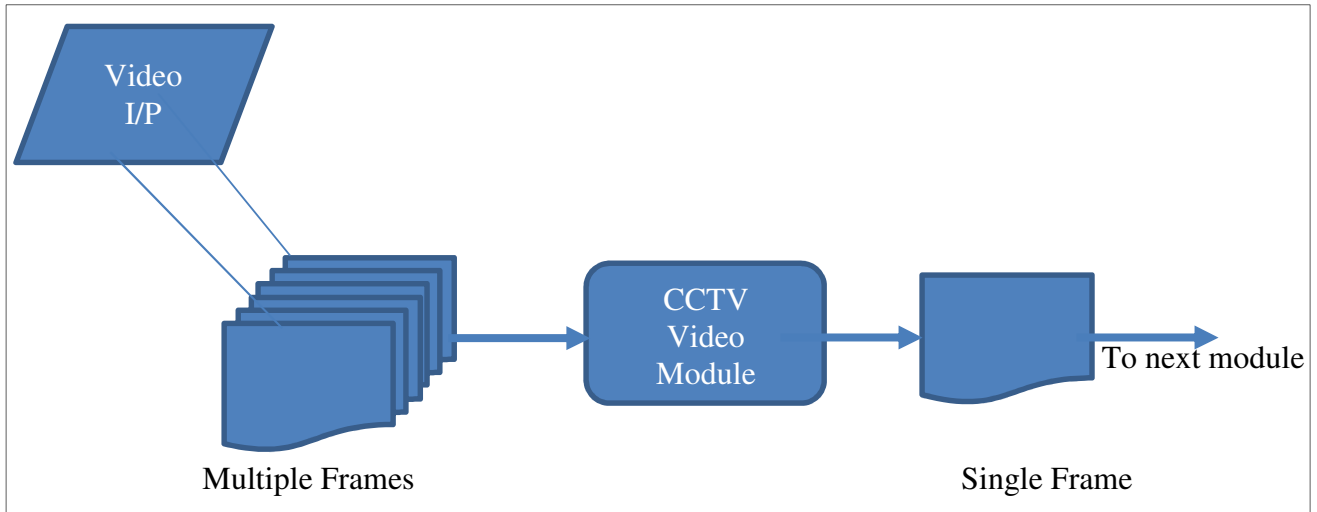 Video
I/P
CCTV
Video
Module
To next module
Multiple Frames
Single Frame